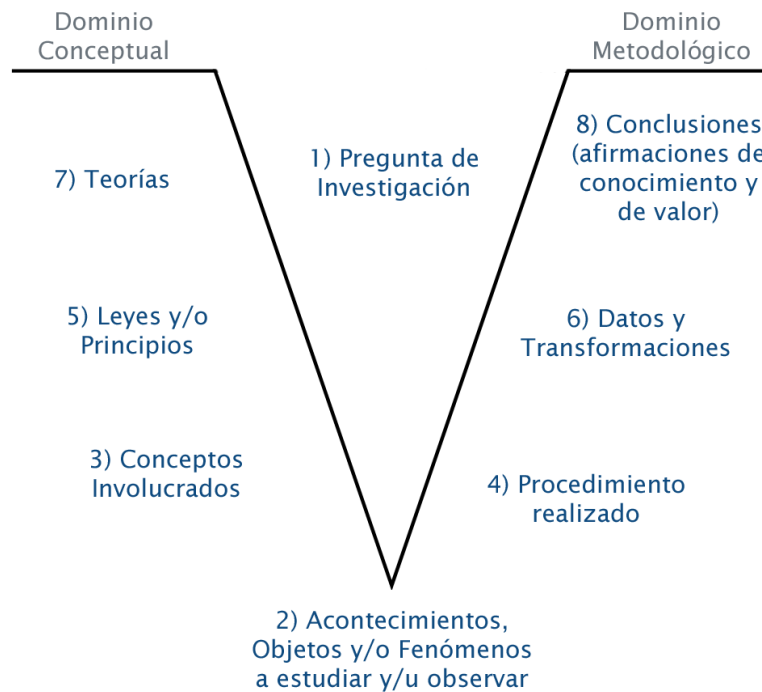 Dominio
Conceptual
Dominio
Metodológico
7) Teorías
1) Pregunta de
Investigación
8) Conclusiones
(afirmaciones de
conocimiento y
de valor)
5) Leyes y/o
Principios
6) Datos y
Transformaciones
3) Conceptos
Involucrados
4) Procedimiento
realizado
2) Acontecimientos,
Objetos y/o Fenómenos
a estudiar y/u observar